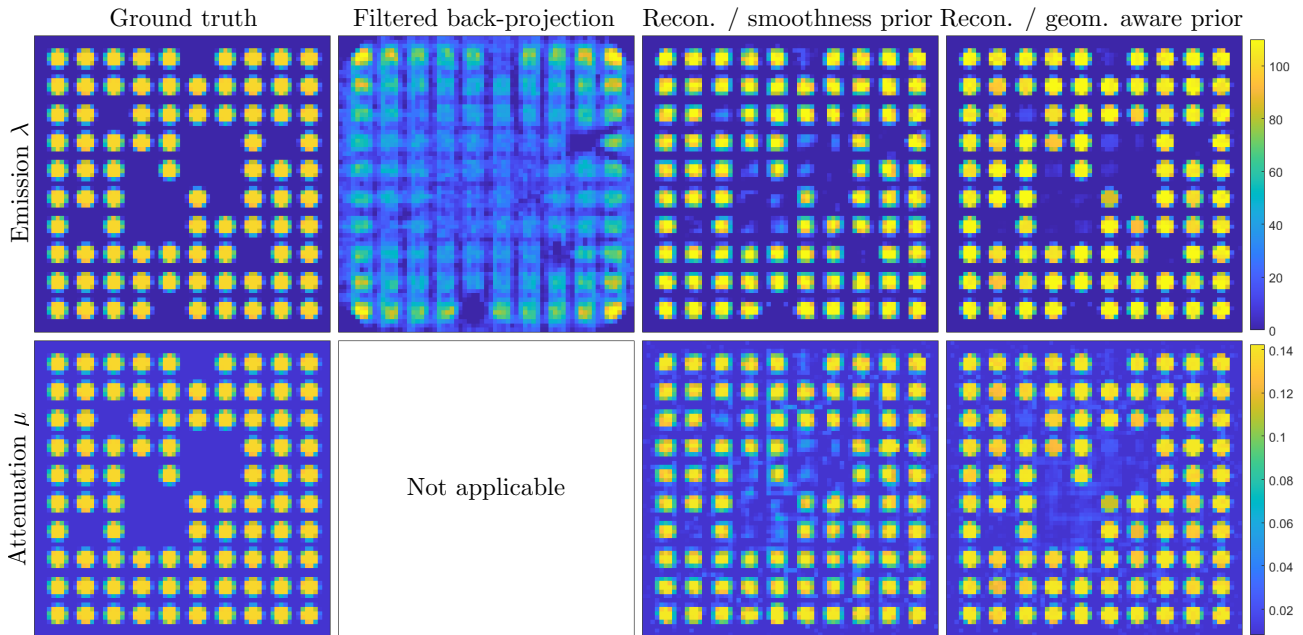 Ground truth
Filtered back-projection
Recon. / smoothness prior
Recon. / geom. aware prior
Emission λ
100
80
60
40
20
0
Attenuation μ
Not applicable
0.14
0.12
0.1
0.08
0.06
0.04
0.02